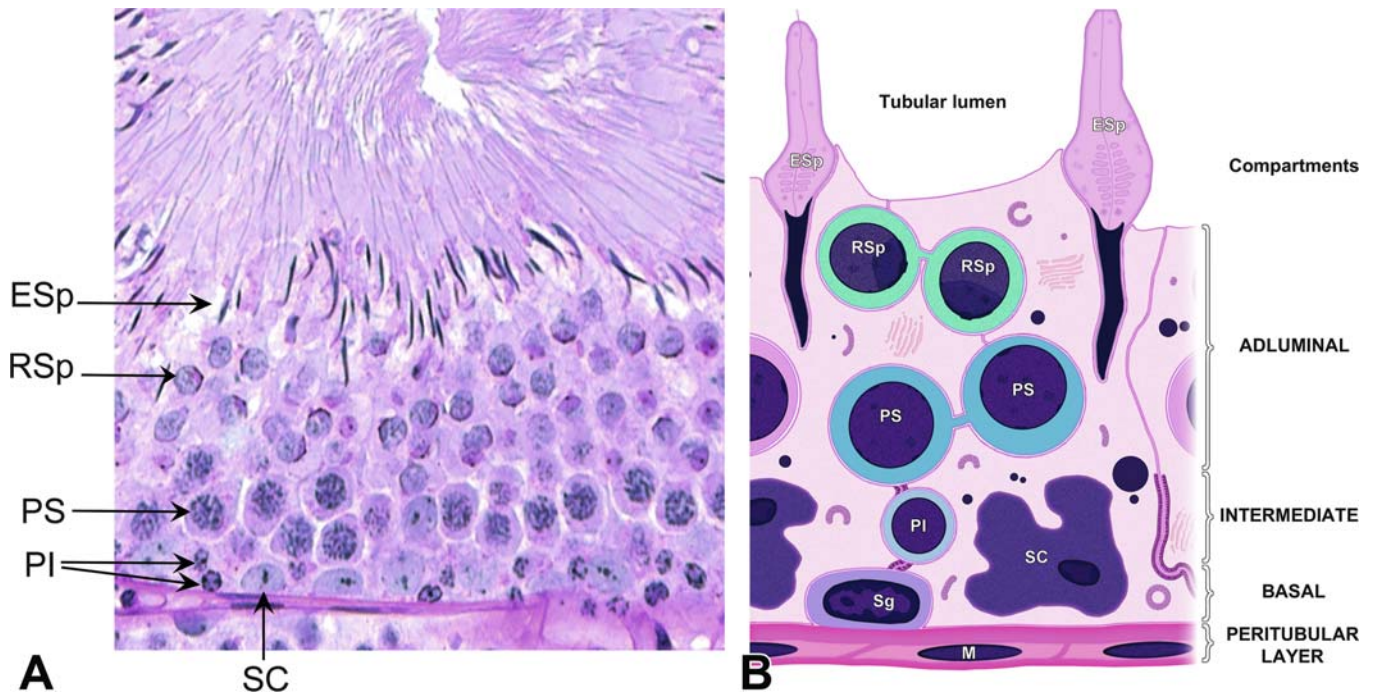 ESp
RSp
PS
PI
SC
A
Tubular lumen
ESp
ESp
Compartments
RSp
RSp
PS
PS
PI
SC
Sg
M
ADLUMINAL
INTERMEDIATE
BASAL
PERITUBULAR
LAYER
B